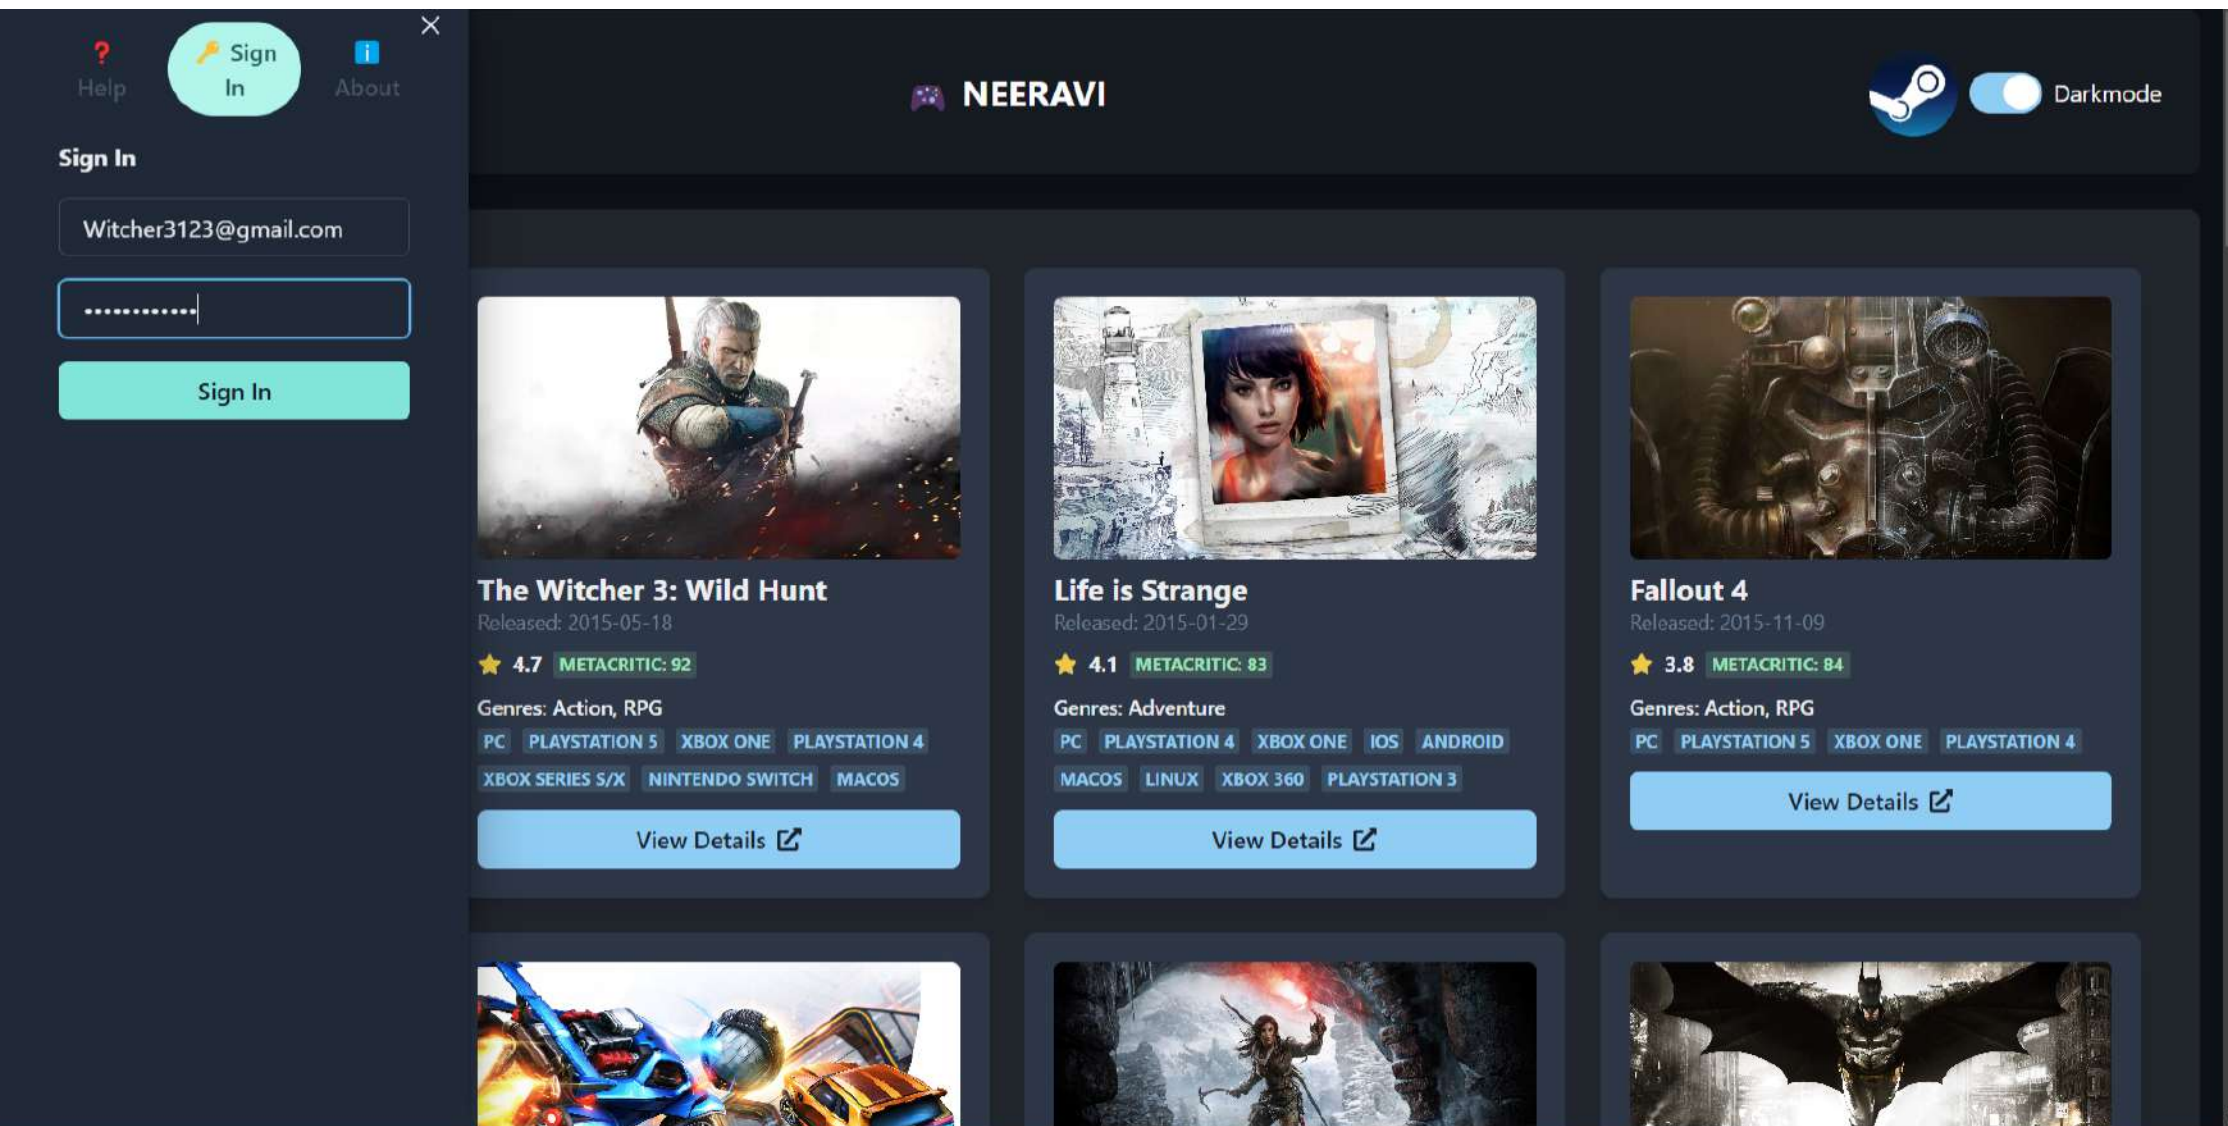 ❓ Help
🔑 Sign In
ℹ️ About
Sign In
Witcher3123@gmail.com
••••••••••••
Sign In
🎮 NEERAVI
Darkmode
The Witcher 3: Wild Hunt
Released: 2015-05-18
⭐ 4.7 METACRITIC: 92
Genres: Action, RPG
PC PLAYSTATION 5 XBOX ONE PLAYSTATION 4
XBOX SERIES S/X NINTENDO SWITCH MACOS
View Details
Life is Strange
Released: 2015-01-29
⭐ 4.1 METACRITIC: 83
Genres: Adventure
PC PLAYSTATION 4 XBOX ONE IOS ANDROID
MACOS LINUX XBOX 360 PLAYSTATION 3
View Details
Fallout 4
Released: 2015-11-09
⭐ 3.8 METACRITIC: 84
Genres: Action, RPG
PC PLAYSTATION 5 XBOX ONE PLAYSTATION 4
View Details